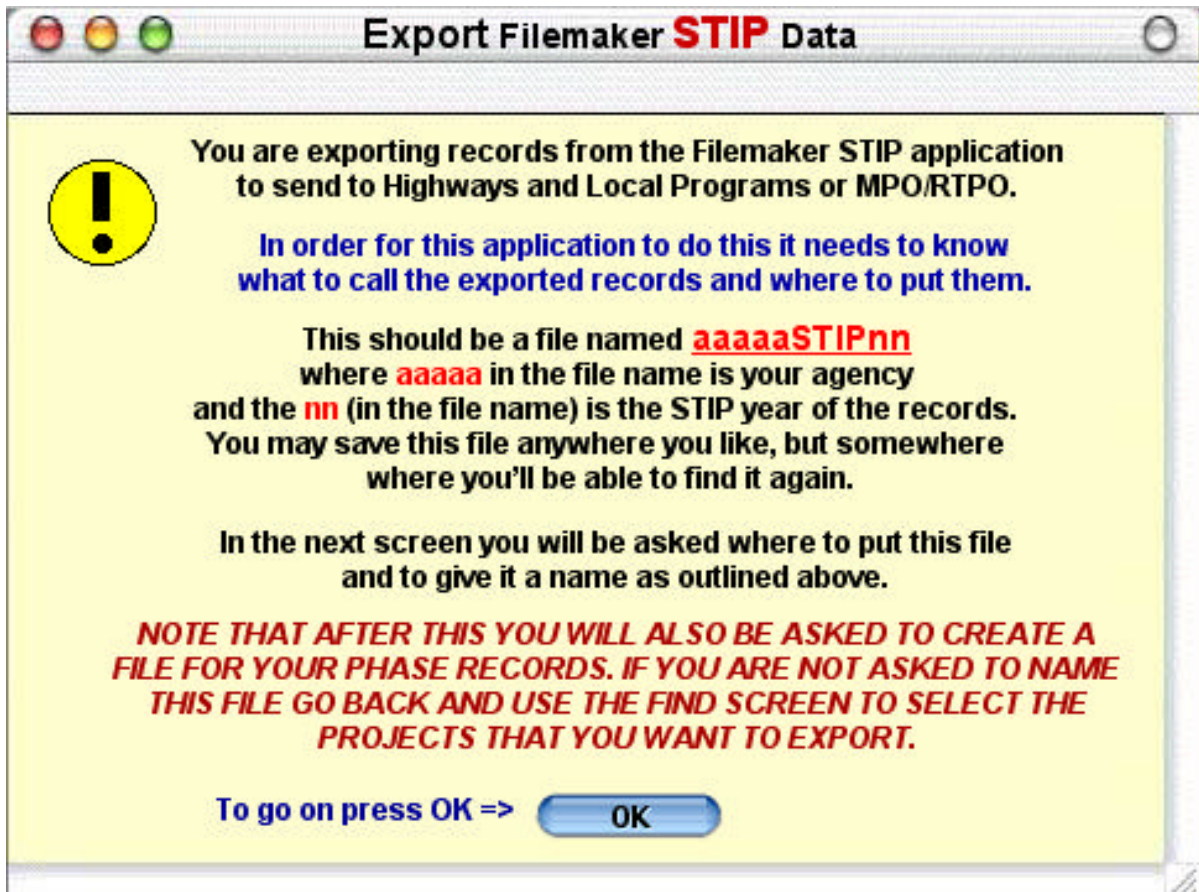 Export Filemaker STIP Data
You are exporting records from the Filemaker STIP application
to send to Highways and Local Programs or MPO/RTPO.
In order for this application to do this it needs to know
what to call the exported records and where to put them.
This should be a file named aaaaaSTIPnn
where aaaaa in the file name is your agency
and the nn (in the file name) is the STIP year of the records.
You may save this file anywhere you like, but somewhere
where you'll be able to find it again.
In the next screen you will be asked where to put this file
and to give it a name as outlined above.
NOTE THAT AFTER THIS YOU WILL ALSO BE ASKED TO CREATE A
FILE FOR YOUR PHASE RECORDS. IF YOU ARE NOT ASKED TO NAME
THIS FILE GO BACK AND USE THE FIND SCREEN TO SELECT THE
PROJECTS THAT YOU WANT TO EXPORT.
To go on press OK => OK